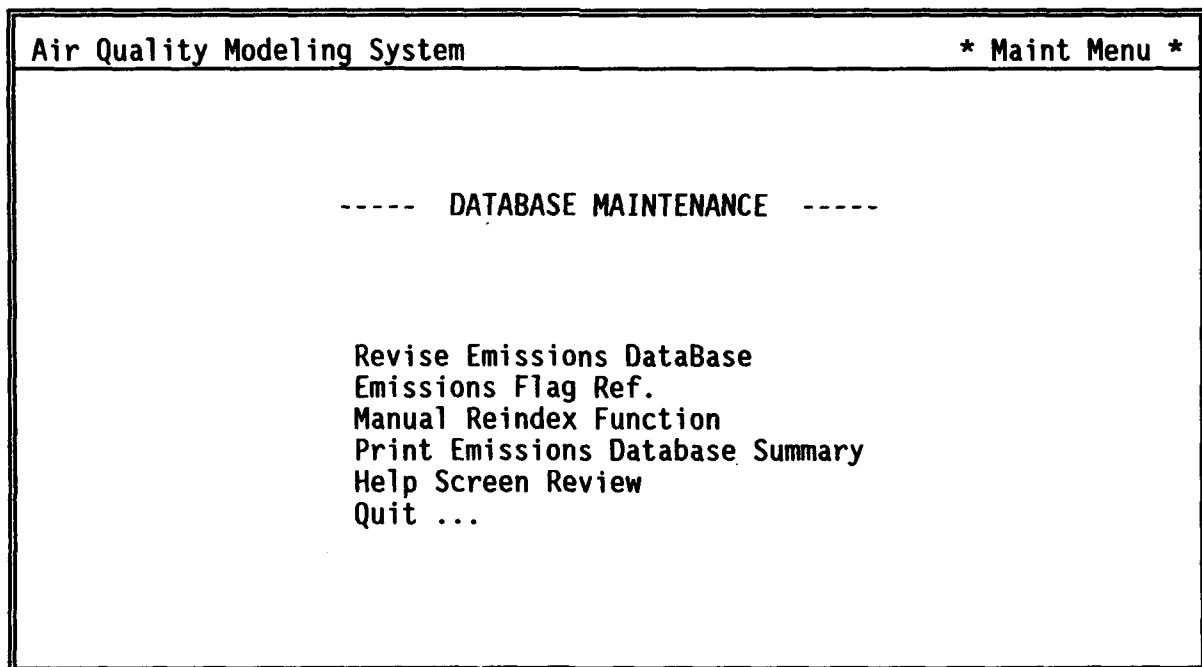 Air Quality Modeling System * Maint Menu *
----- DATABASE MAINTENANCE -----
Revise Emissions DataBase
Emissions Flag Ref.
Manual Reindex Function
Print Emissions Database Summary
Help Screen Review
Quit ...